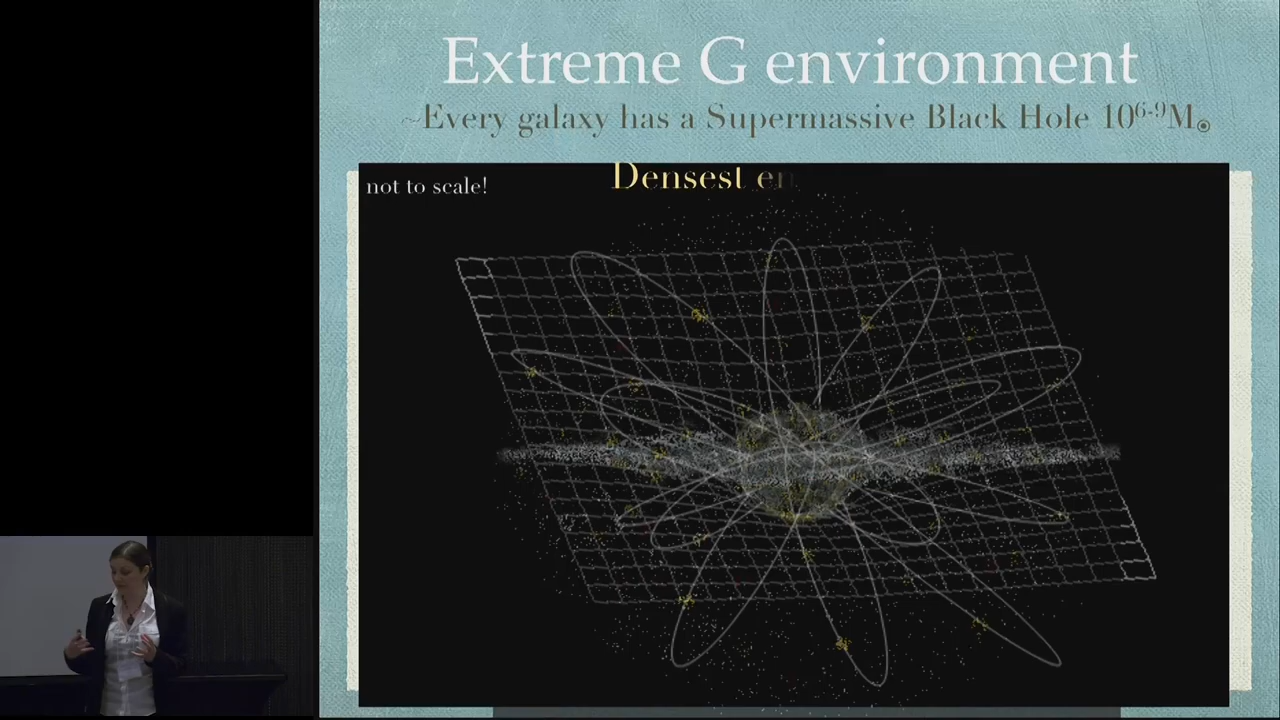 Extreme G environment
~Every galaxy has a Supermassive Black Hole 10⁶⁻⁹M☉
not to scale!
Densest en